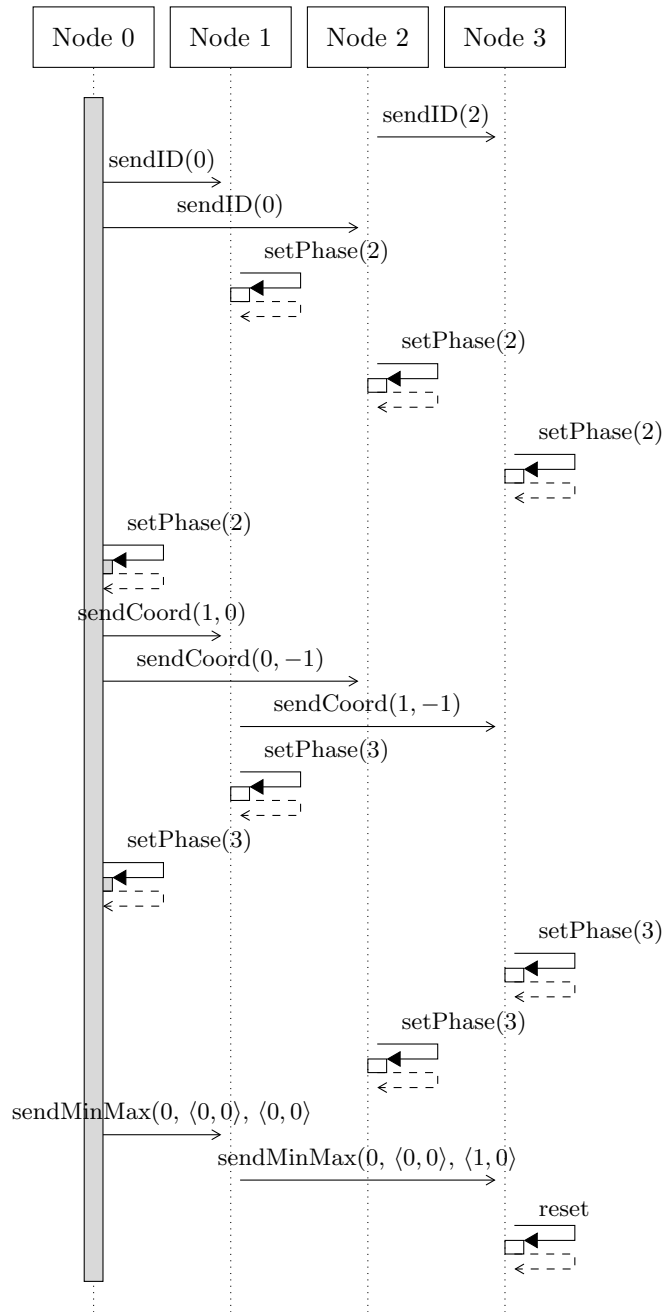 Node 0 Node 1 Node 2 Node 3
sendID(2)
sendID(0)
sendID(0)
setPhase(2)
setPhase(2)
setPhase(2)
setPhase(2)
sendCoord(1, 0)
sendCoord(0, −1)
sendCoord(1, −1)
setPhase(3)
setPhase(3)
setPhase(3)
setPhase(3)
sendMinMax(0, ⟨0, 0⟩, ⟨0, 0⟩
sendMinMax(0, ⟨0, 0⟩, ⟨1, 0⟩
reset